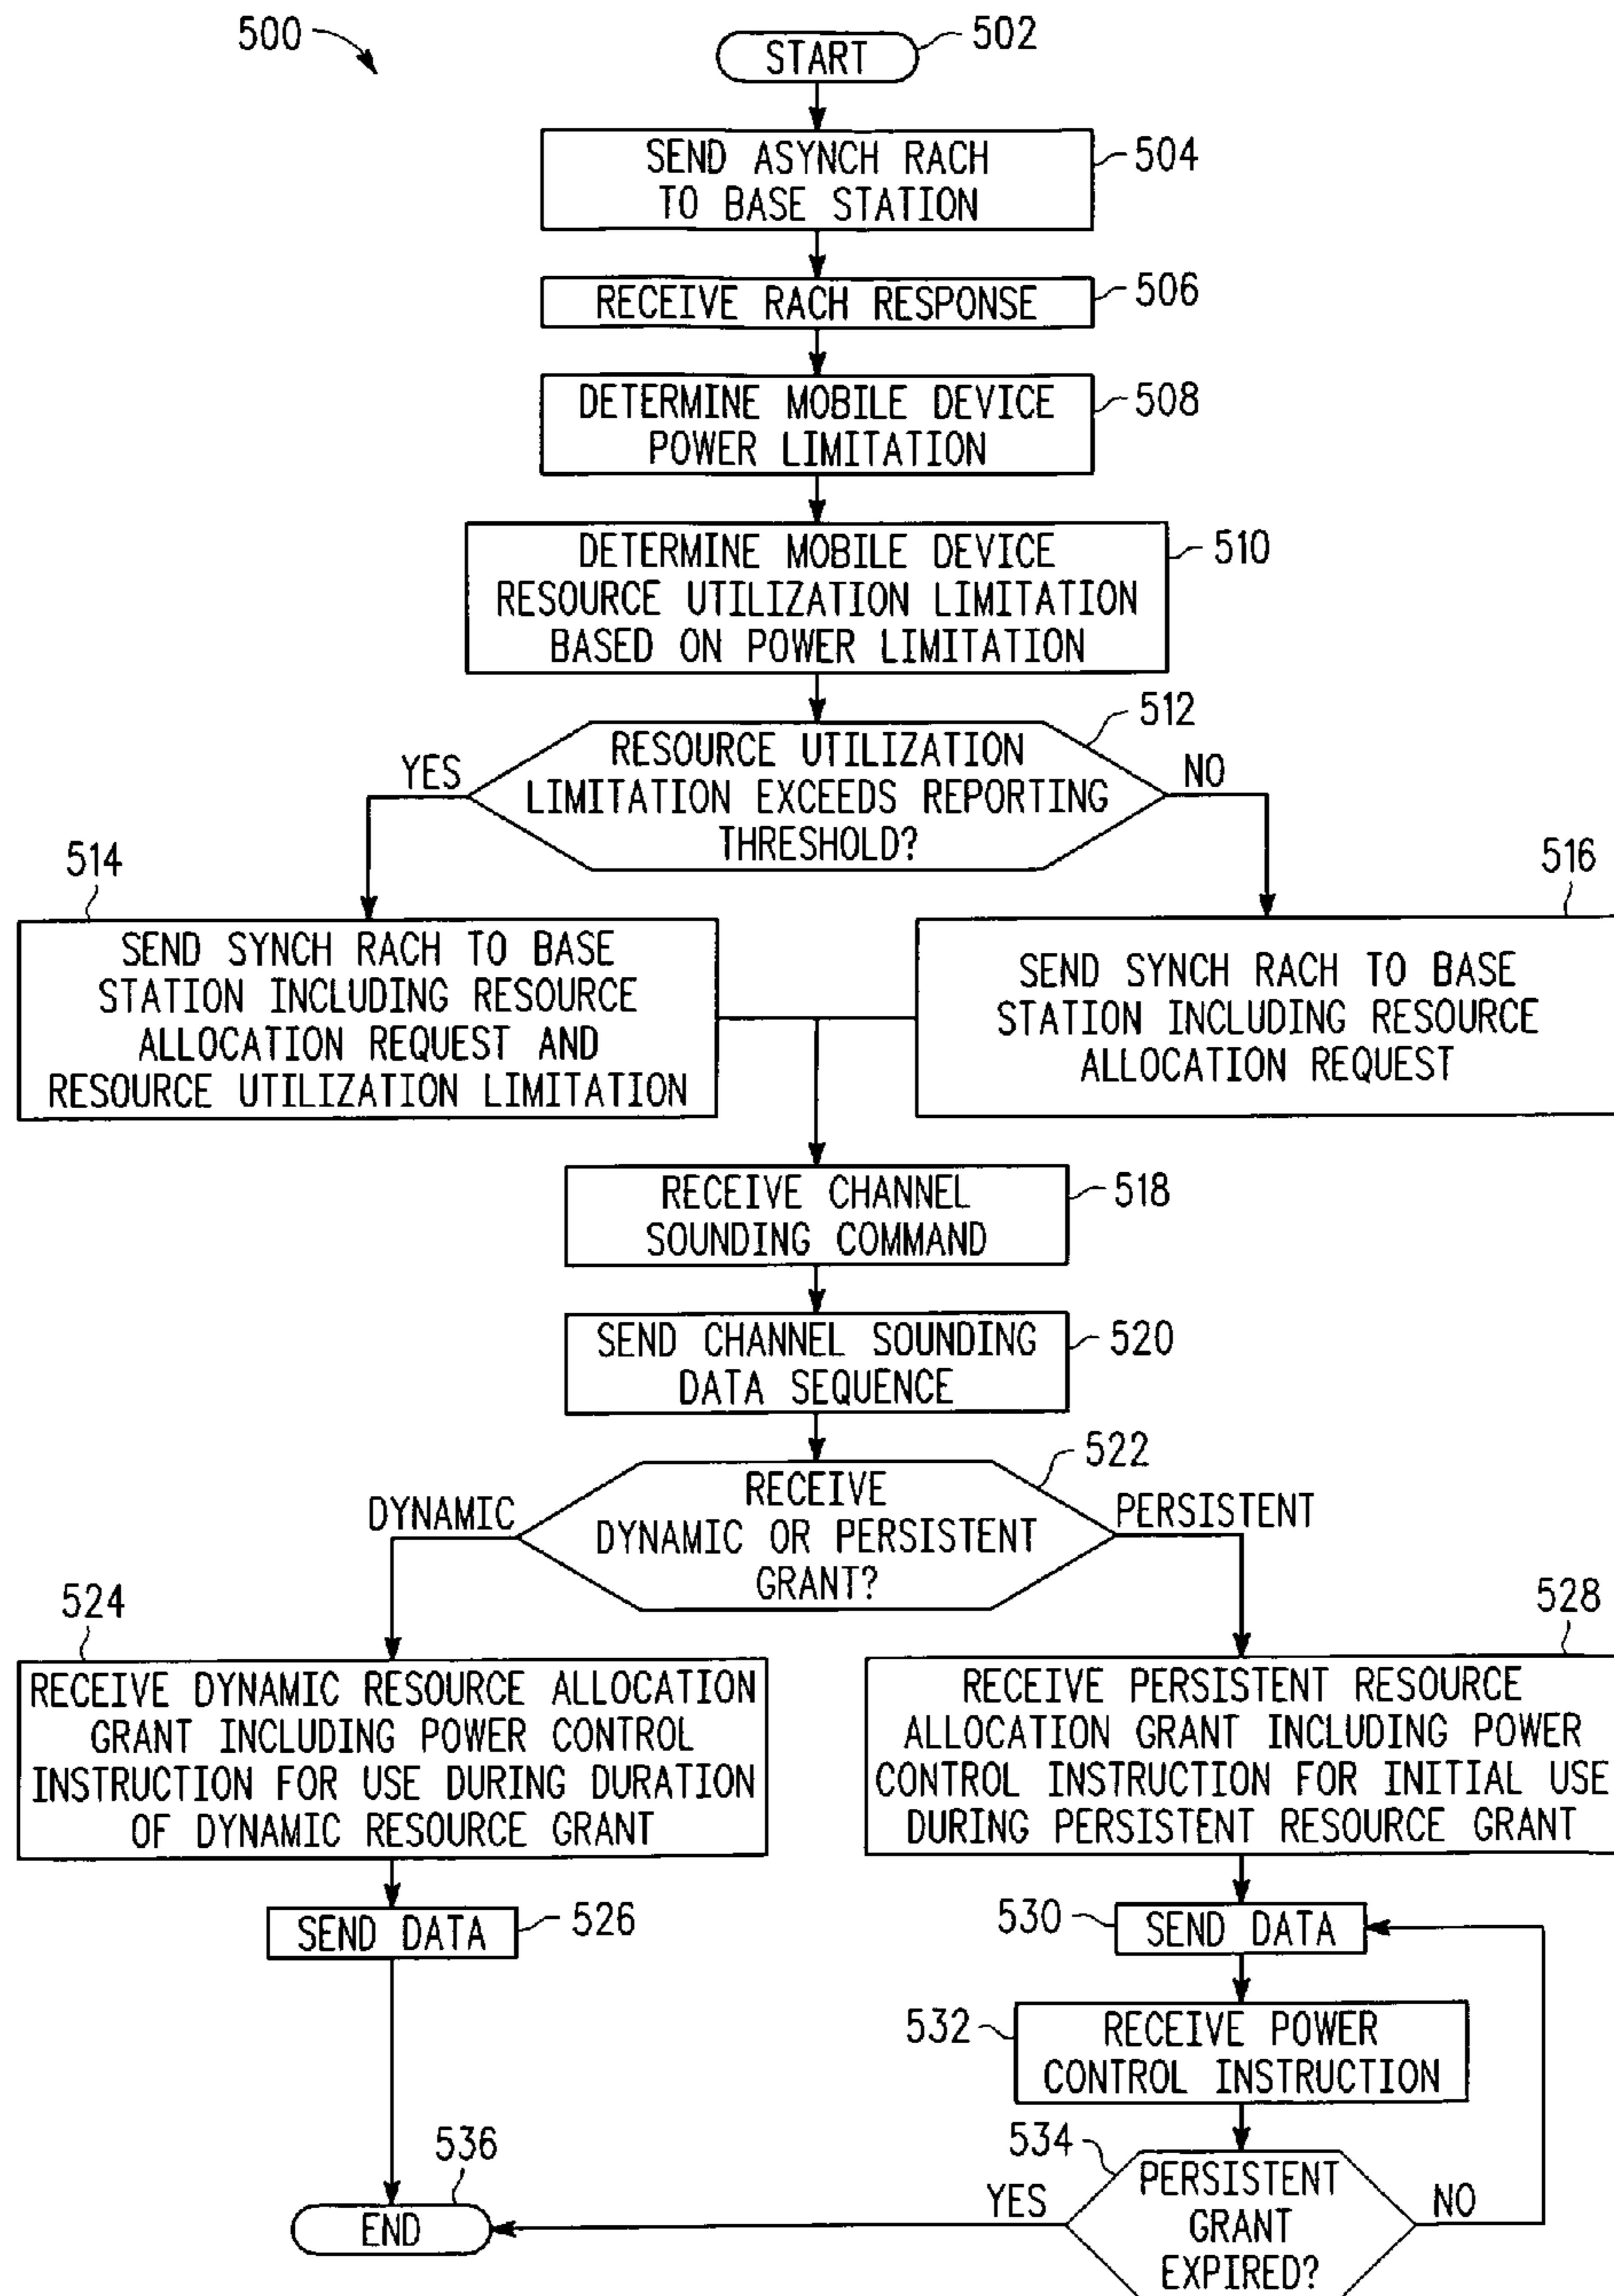 500
START
502
SEND ASYNCH RACH
TO BASE STATION
504
RECEIVE RACH RESPONSE
506
DETERMINE MOBILE DEVICE
POWER LIMITATION
508
DETERMINE MOBILE DEVICE
RESOURCE UTILIZATION LIMITATION
BASED ON POWER LIMITATION
510
512
RESOURCE UTILIZATION
LIMITATION EXCEEDS REPORTING
THRESHOLD?
YES
NO
514
SEND SYNCH RACH TO BASE
STATION INCLUDING RESOURCE
ALLOCATION REQUEST AND
RESOURCE UTILIZATION LIMITATION
516
SEND SYNCH RACH TO BASE
STATION INCLUDING RESOURCE
ALLOCATION REQUEST
RECEIVE CHANNEL
SOUNDING COMMAND
518
SEND CHANNEL SOUNDING
DATA SEQUENCE
520
522
RECEIVE
DYNAMIC OR PERSISTENT
GRANT?
DYNAMIC
PERSISTENT
524
RECEIVE DYNAMIC RESOURCE ALLOCATION
GRANT INCLUDING POWER CONTROL
INSTRUCTION FOR USE DURING DURATION
OF DYNAMIC RESOURCE GRANT
528
RECEIVE PERSISTENT RESOURCE
ALLOCATION GRANT INCLUDING POWER
CONTROL INSTRUCTION FOR INITIAL USE
DURING PERSISTENT RESOURCE GRANT
SEND DATA
526
530
SEND DATA
532
RECEIVE POWER
CONTROL INSTRUCTION
534
PERSISTENT
GRANT
EXPIRED?
YES
NO
536
END